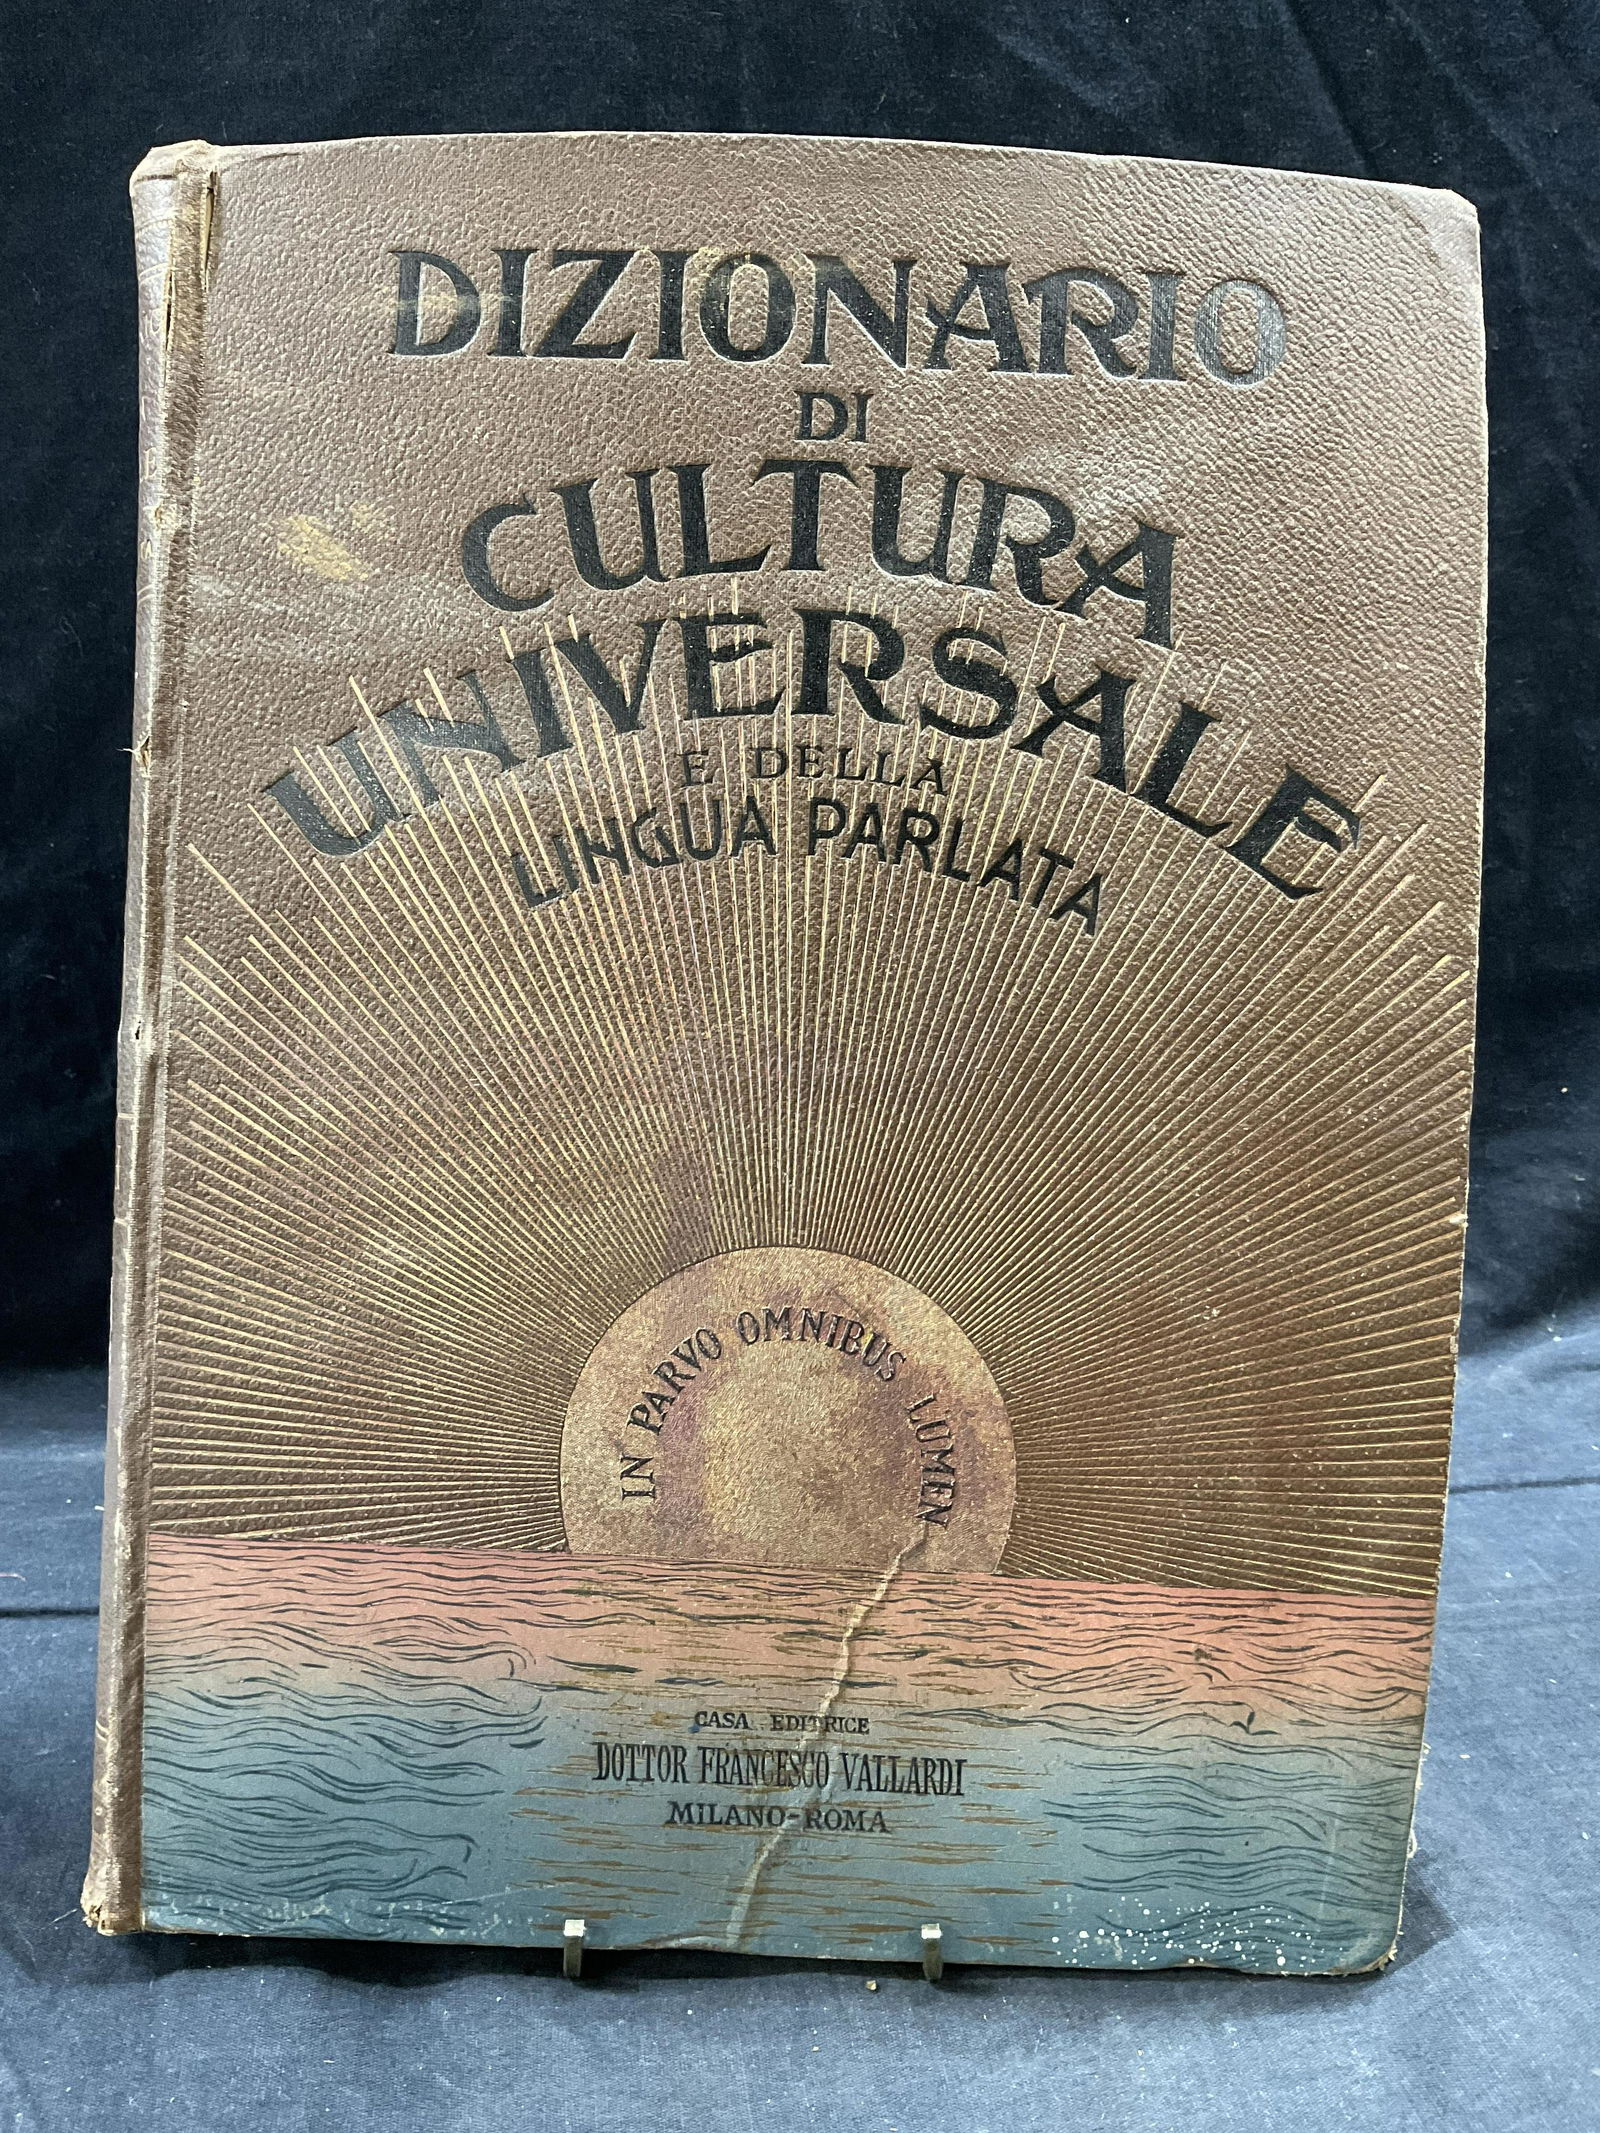 DIZIONARIO
DI
CULTURA
UNIVERSALE
E DELLA
LINGUA PARLATA
IN PARVO OMNIBUS LUMEN
CASA EDITRICE
DOTTOR FRANCESCO VALLARDI
MILANO-ROMA